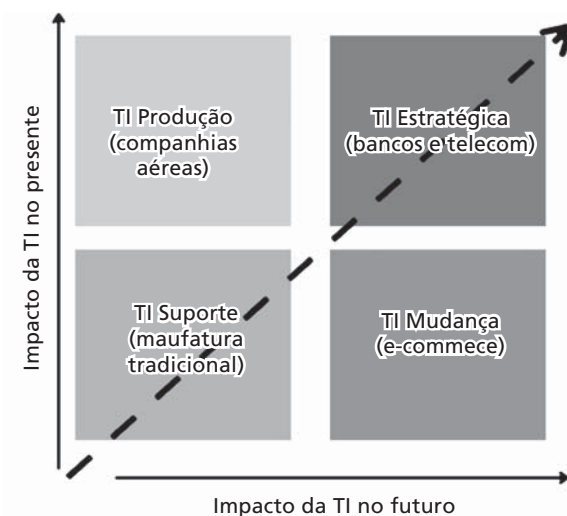 Impacto da TI no presente
TI Produção
(companhias
aéreas)
TI Estratégica
(bancos e telecom)
TI Suporte
(maufatura
tradicional)
TI Mudança
(e-commece)
Impacto da TI no futuro